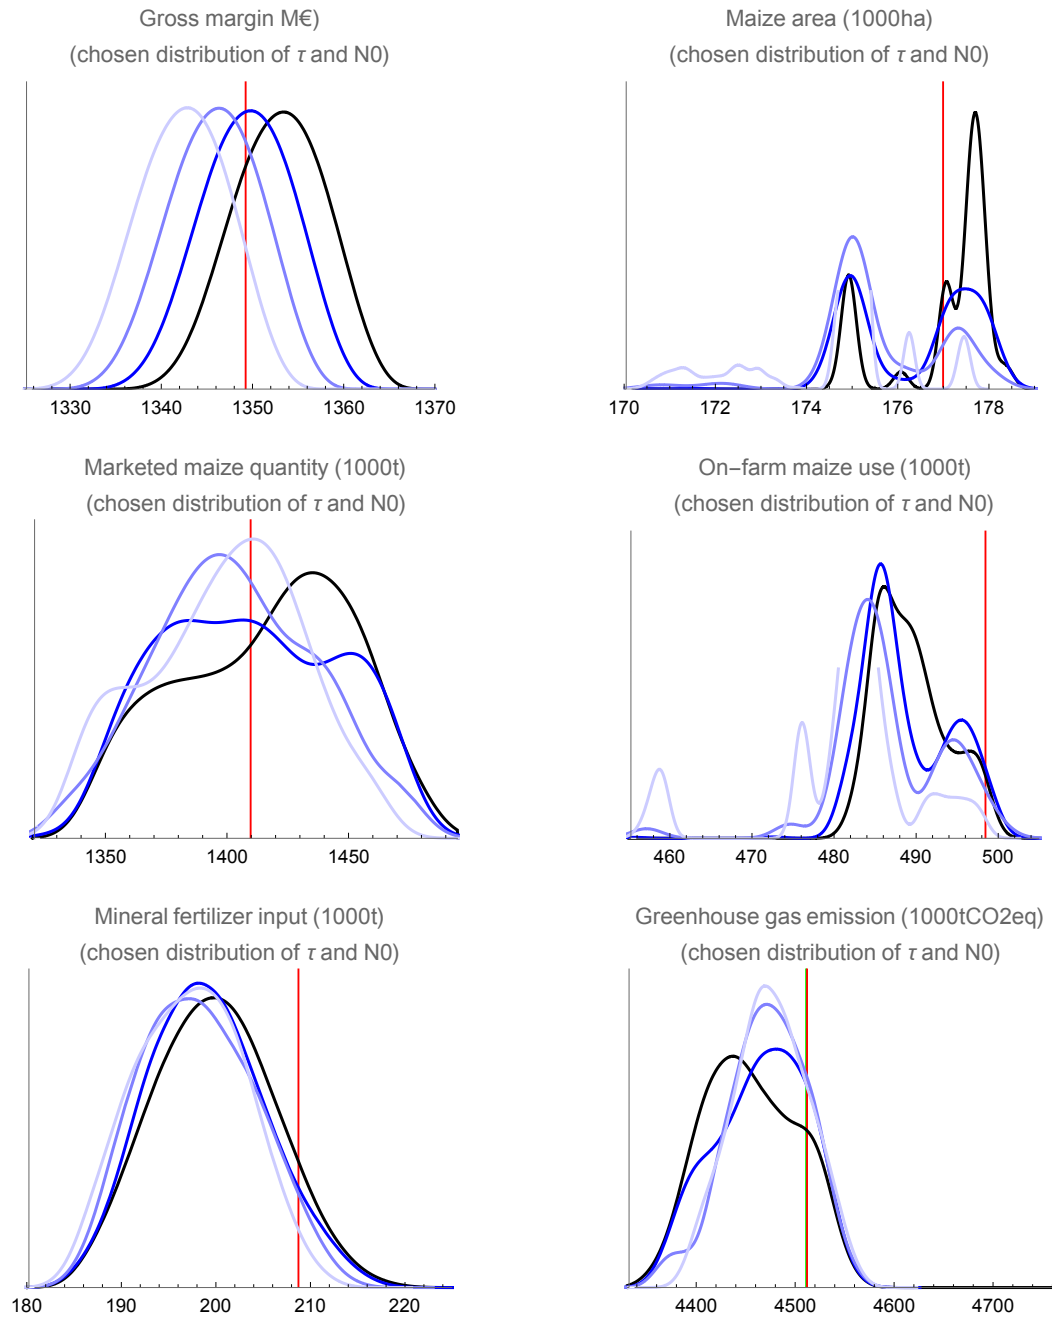 Gross margin M€)
(chosen distribution of τ and N0)
1330 1340 1350 1360 1370
Maize area (1000ha)
(chosen distribution of τ and N0)
170 172 174 176 178
Marketed maize quantity (1000t)
(chosen distribution of τ and N0)
1350 1400 1450
On−farm maize use (1000t)
(chosen distribution of τ and N0)
460 470 480 490 500
Mineral fertilizer input (1000t)
(chosen distribution of τ and N0)
180 190 200 210 220
Greenhouse gas emission (1000tCO2eq)
(chosen distribution of τ and N0)
4400 4500 4600 4700